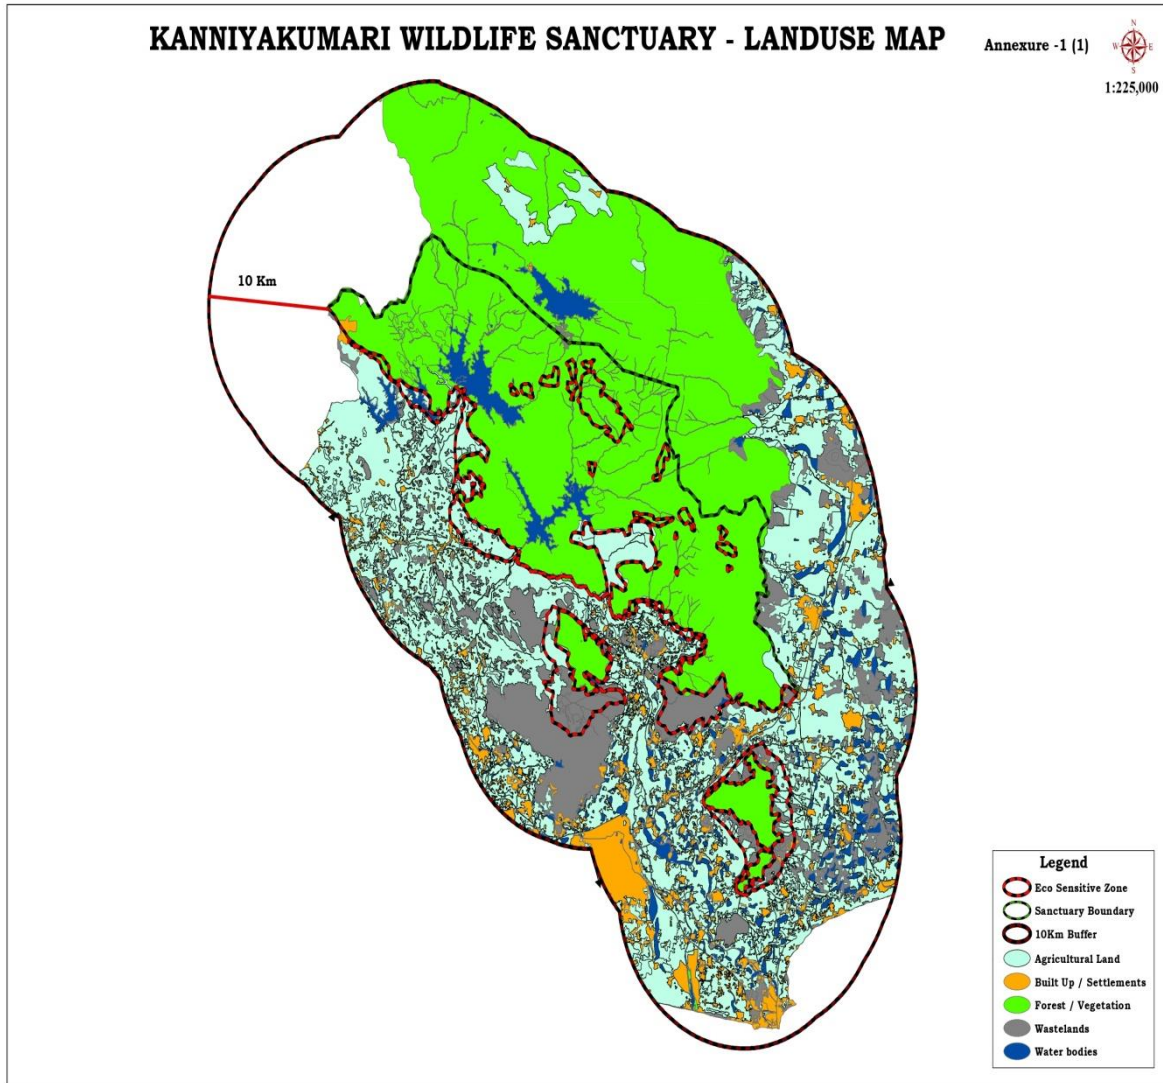 KANNIYAKUMARI WILDLIFE SANCTUARY - LANDUSE MAP
Annexure -1 (1)
N
W E
S
1:225,000
10 Km
Legend
Eco Sensitive Zone
Sanctuary Boundary
10Km Buffer
Agricultural Land
Built Up / Settlements
Forest / Vegetation
Wastelands
Water bodies